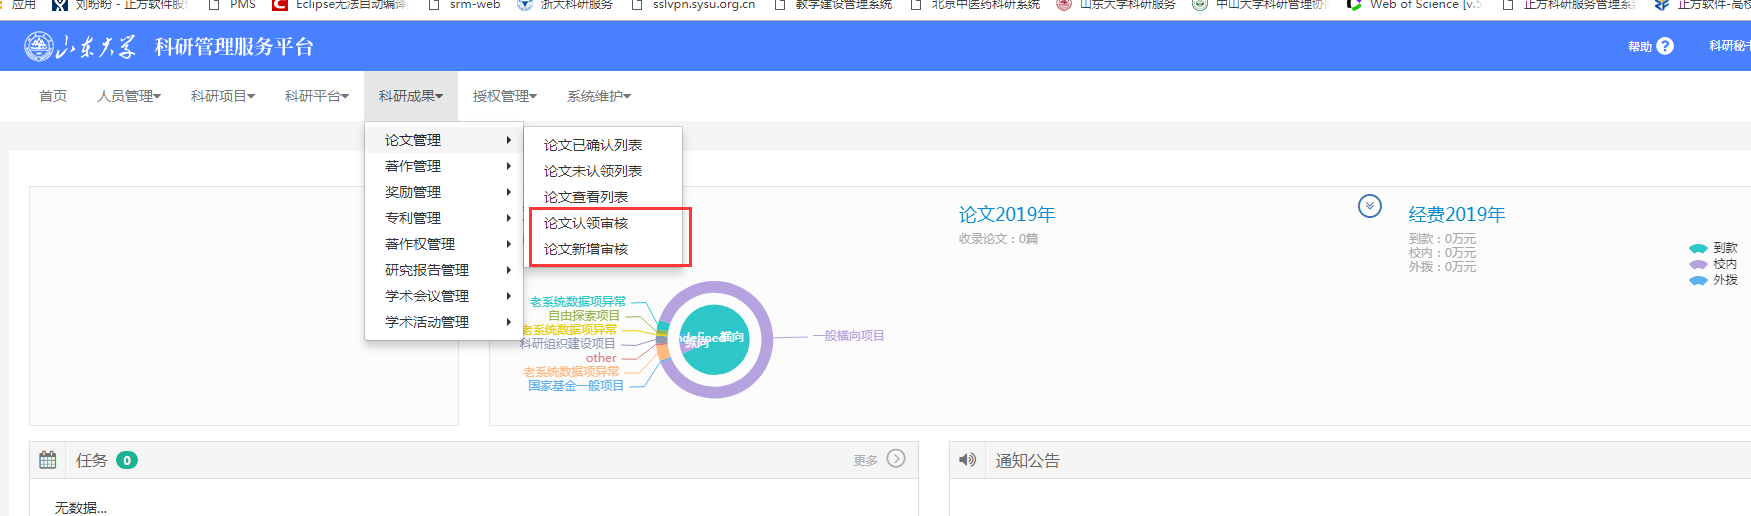 应用 刘盼盼 - 正方软件股份 PMS Eclipse无法自动编译 srm-web 浙大科研服务 sslvpn.sysu.org.cn 教学建设管理系统 北京中医药科研系统 山东大学科研服务 中山大学科研管理协 Web of Science [v.5 正方科研服务管理系 正方软件-高校
山东大学 科研管理服务平台
帮助 ? 科研秘书
首页 人员管理 科研项目 科研平台 科研成果 授权管理 系统维护
论文管理
著作管理
奖励管理
专利管理
著作权管理
研究报告管理
学术会议管理
学术活动管理
论文已确认列表
论文未认领列表
论文查看列表
论文认领审核
论文新增审核
论文2019年
收录论文：0篇
经费2019年
到款：0万元
校内：0万元
外拨：0万元
到款
校内
外拨
老系统数据项异常
自由探索项目
老系统数据项异常
科研组织建设项目
other
老系统数据项异常
国家基金一般项目
ndefined 横向
纵向
一般横向项目
任务 0
更多
通知公告
无数据...